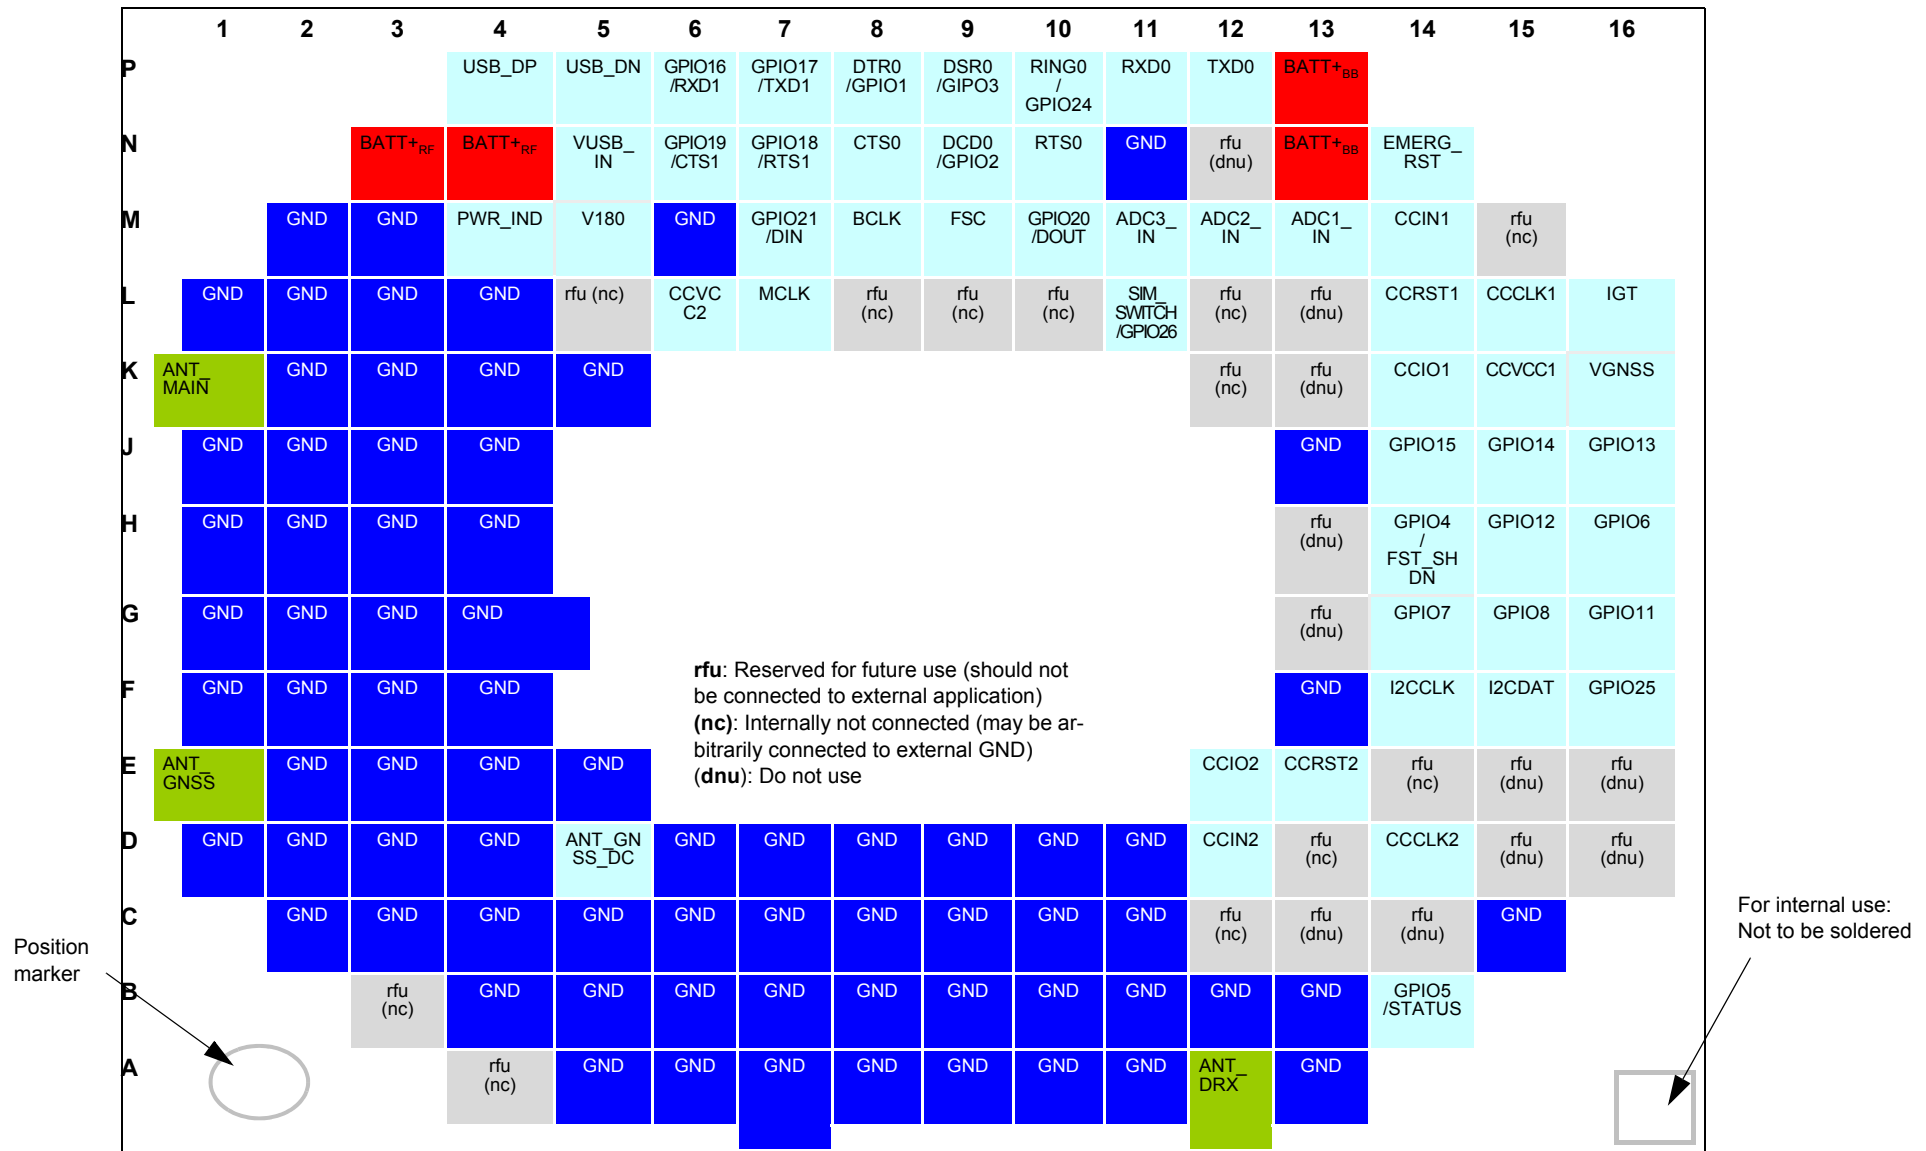 1 2 3 4 5 6 7 8 9 10 11 12 13 14 15 16
P USB_DP USB_DN GPIO16 /RXD1 GPIO17 /TXD1 DTR0 /GPIO1 DSR0 /GIPO3 RING0 / GPIO24 RXD0 TXD0 BATT+BB
N BATT+RF BATT+RF VUSB_ IN GPIO19 /CTS1 GPIO18 /RTS1 CTS0 DCD0 /GPIO2 RTS0 GND rfu (dnu) BATT+BB EMERG_ RST
M GND GND PWR_IND V180 GND GPIO21 /DIN BCLK FSC GPIO20 /DOUT ADC3_ IN ADC2_ IN ADC1_ IN CCIN1 rfu (nc)
L GND GND GND GND rfu (nc) CCVC C2 MCLK rfu (nc) rfu (nc) rfu (nc) SIM_ SWITCH /GPIO26 rfu (nc) rfu (dnu) CCRST1 CCCLK1 IGT
K ANT_ MAIN GND GND GND GND rfu (nc) rfu (dnu) CCIO1 CCVCC1 VGNSS
J GND GND GND GND GND GPIO15 GPIO14 GPIO13
H GND GND GND GND rfu (dnu) GPIO4 / FST_SH DN GPIO12 GPIO6
G GND GND GND GND rfu (dnu) GPIO7 GPIO8 GPIO11
F GND GND GND GND GND I2CCLK I2CDAT GPIO25
rfu: Reserved for future use (should not
be connected to external application)
(nc): Internally not connected (may be ar-
bitrarily connected to external GND)
(dnu): Do not use
E ANT_ GNSS GND GND GND GND CCIO2 CCRST2 rfu (nc) rfu (dnu) rfu (dnu)
D GND GND GND GND ANT_GN SS_DC GND GND GND GND GND GND CCIN2 rfu (nc) CCCLK2 rfu (dnu) rfu (dnu)
C GND GND GND GND GND GND GND GND GND GND rfu (nc) rfu (dnu) rfu (dnu) GND
B rfu (nc) GND GND GND GND GND GND GND GND GND GND GPIO5 /STATUS
A rfu (nc) GND GND GND GND GND GND GND ANT_ DRX GND
Position
marker
For internal use:
Not to be soldered